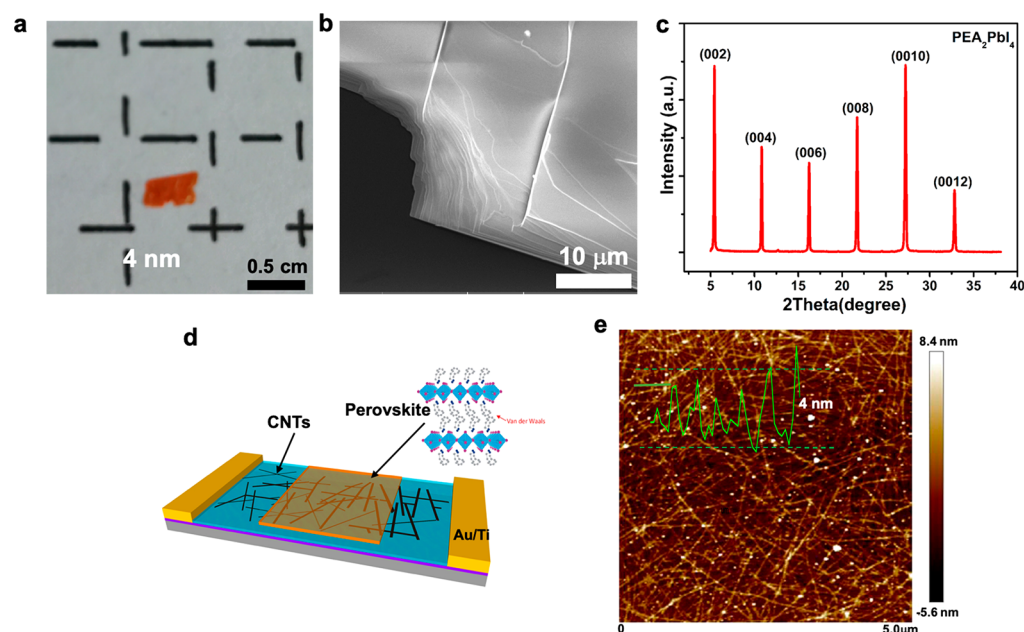 a
4 nm
0.5 cm
b
10 μm
c
PEA₂PbI₄
(002)
(004)
(006)
(008)
(0010)
(0012)
Intensity (a.u.)
5 10 15 20 25 30 35 40
2Theta(degree)
d
CNTs
Perovskite
Van der Waals
Au/Ti
e
4 nm
8.4 nm
-5.6 nm
0
5.0μm